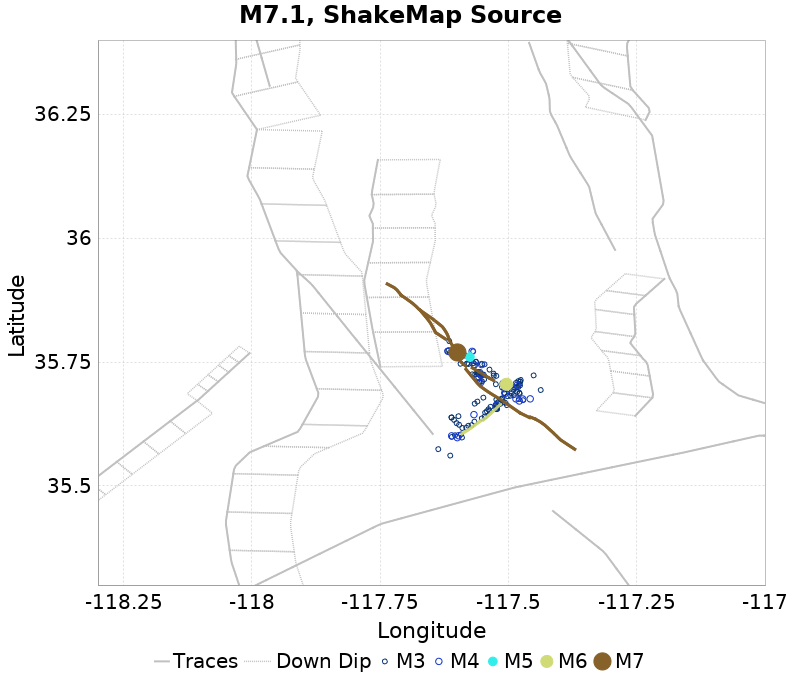 M7.1, ShakeMap Source
Latitude
36.25
36
35.75
35.5
-118.25 -118 -117.75 -117.5 -117.25 -117
Longitude
Traces Down Dip M3 M4 M5 M6 M7